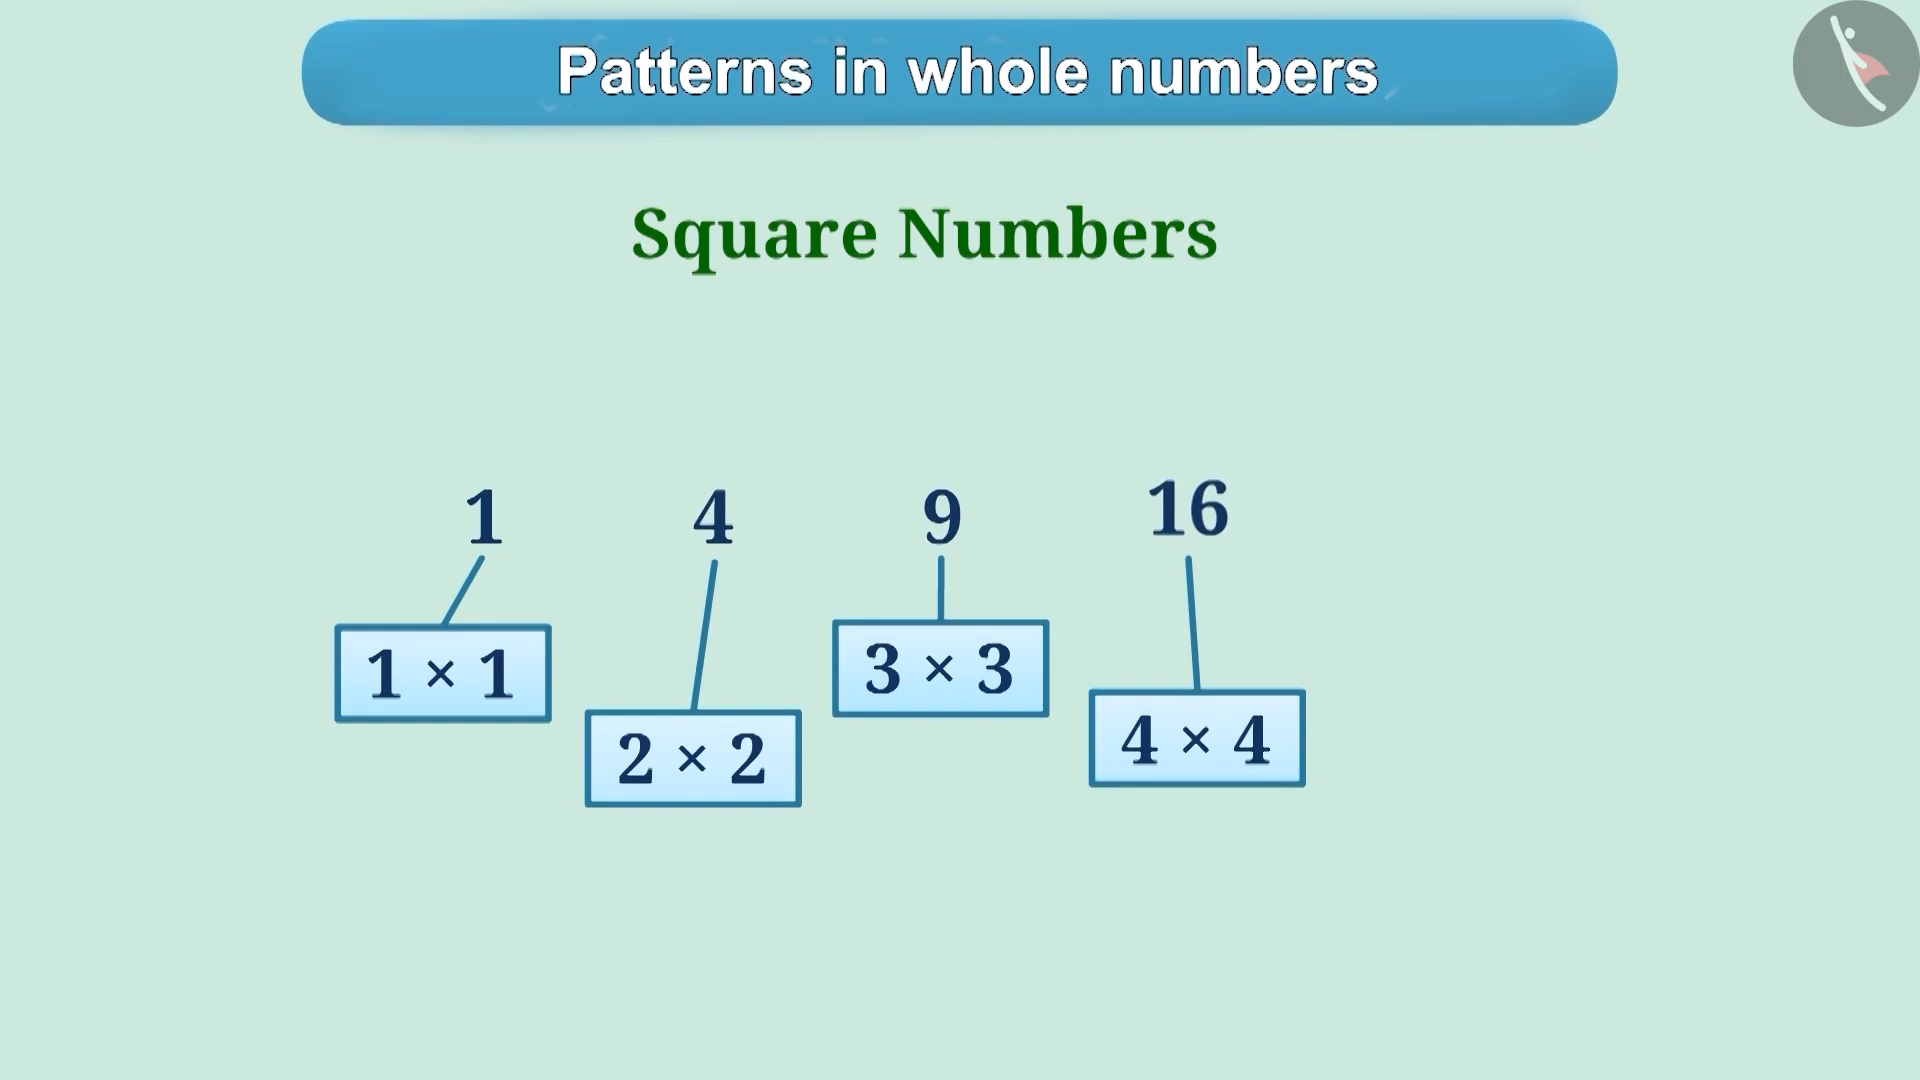 Patterns in whole numbers
Square Numbers
1 4 9 16
1 × 1
2 × 2
3 × 3
4 × 4